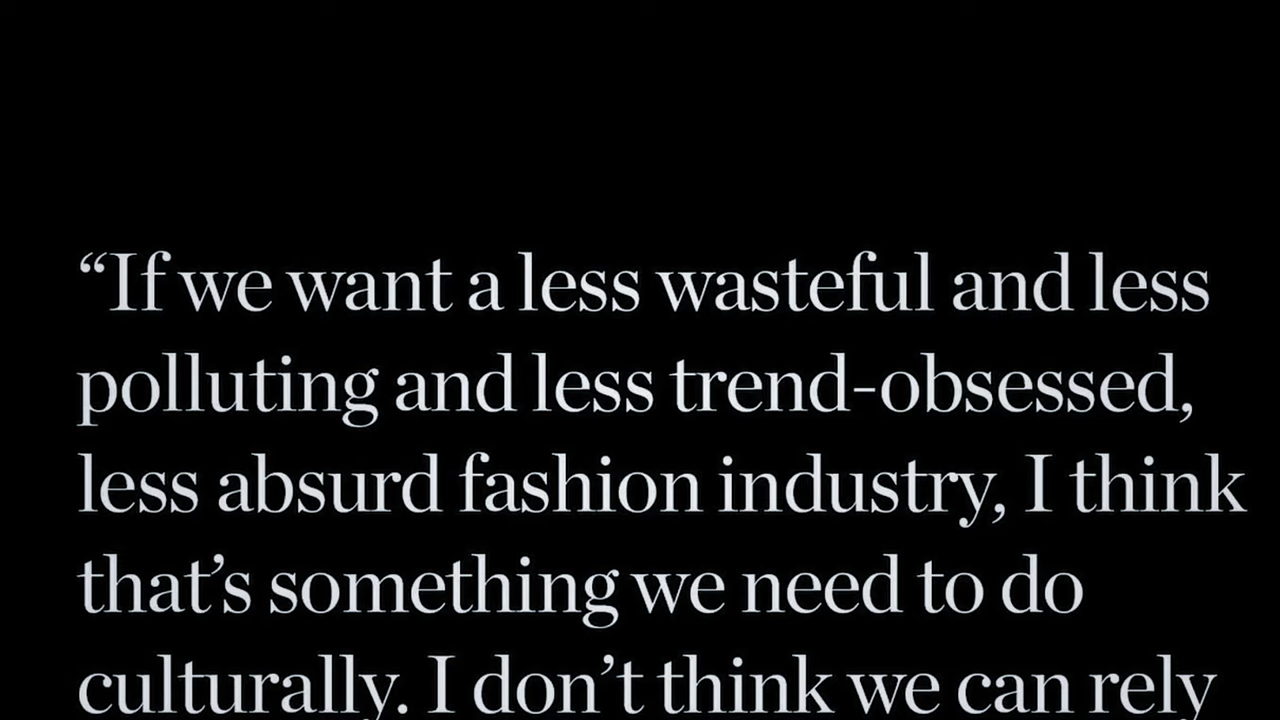 “If we want a less wasteful and less
polluting and less trend-obsessed,
less absurd fashion industry, I think
that’s something we need to do
culturally. I don’t think we can rely